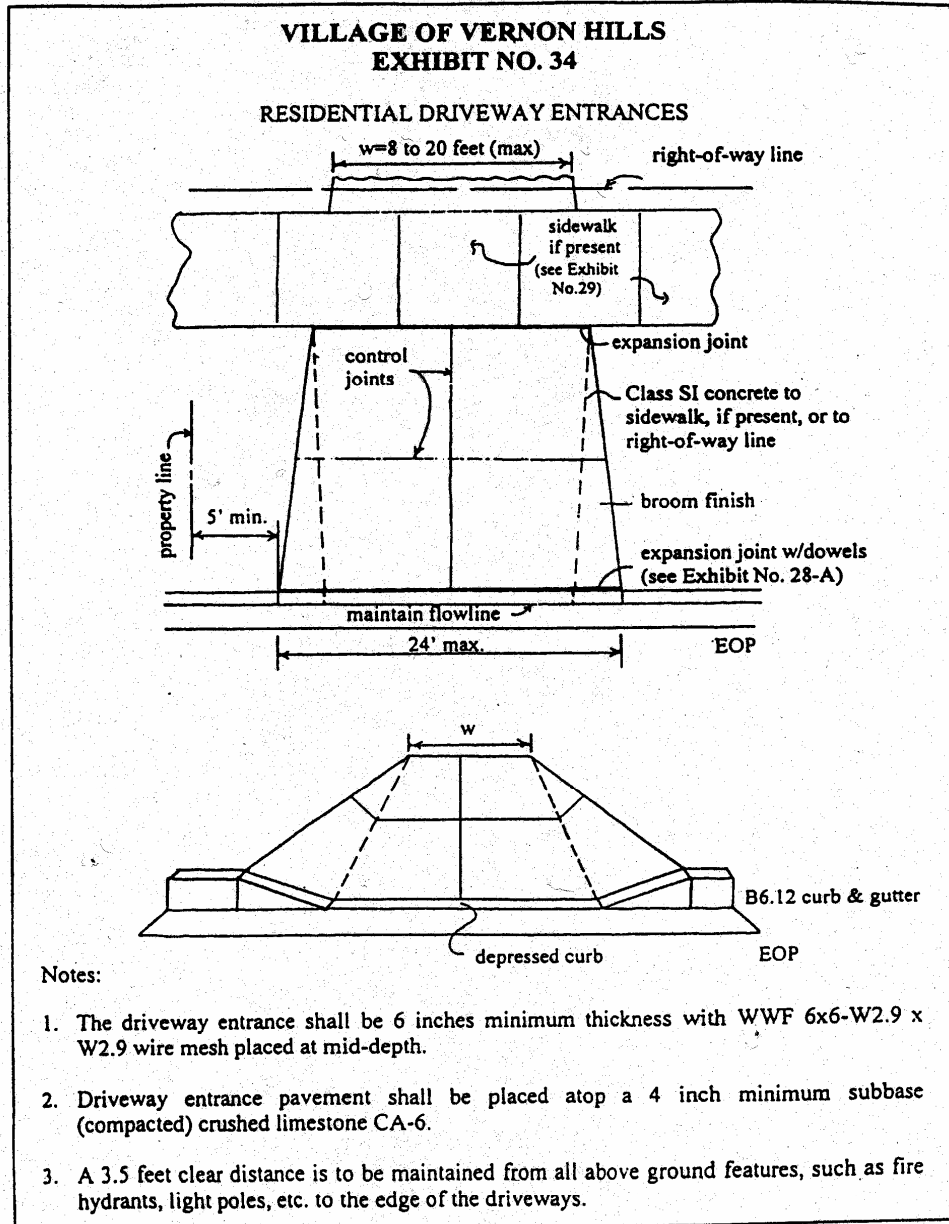 VILLAGE OF VERNON HILLS
EXHIBIT NO. 34
RESIDENTIAL DRIVEWAY ENTRANCES
w=8 to 20 feet (max)
right-of-way line
sidewalk
if present
(see Exhibit
No.29)
expansion joint
control
joints
Class SI concrete to
sidewalk, if present, or to
right-of-way line
property line
5' min.
broom finish
expansion joint w/dowels
(see Exhibit No. 28-A)
maintain flowline
24' max.
EOP
w
B6.12 curb & gutter
depressed curb
EOP
Notes:
1. The driveway entrance shall be 6 inches minimum thickness with WWF 6x6-W2.9 x
W2.9 wire mesh placed at mid-depth.
2. Driveway entrance pavement shall be placed atop a 4 inch minimum subbase
(compacted) crushed limestone CA-6.
3. A 3.5 feet clear distance is to be maintained from all above ground features, such as fire
hydrants, light poles, etc. to the edge of the driveways.